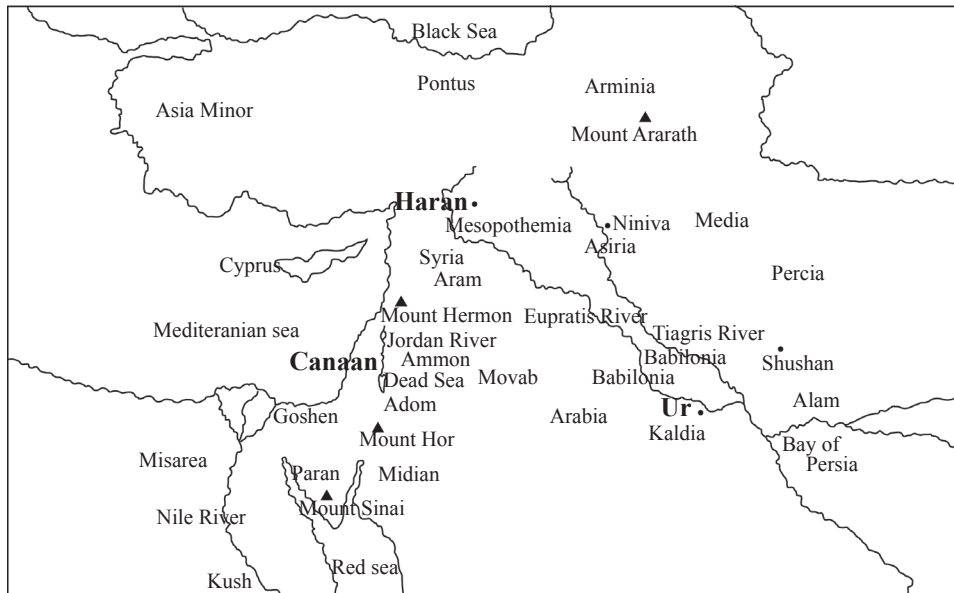 Black Sea
Pontus
Arminia
Asia Minor
Mount Ararath
Haran
Mesopothemia
Niniva
Media
Asiria
Syria
Cyprus
Aram
Percia
Mount Hermon
Eupratis River
Mediteranian sea
Jordan River
Tiagris River
Canaan
Ammon
Babilonia
Shushan
Dead Sea
Movab
Babilonia
Adom
Alam
Goshen
Arabia
Ur
Kaldia
Mount Hor
Bay of
Persia
Misarea
Paran
Midian
Mount Sinai
Nile River
Red sea
Kush